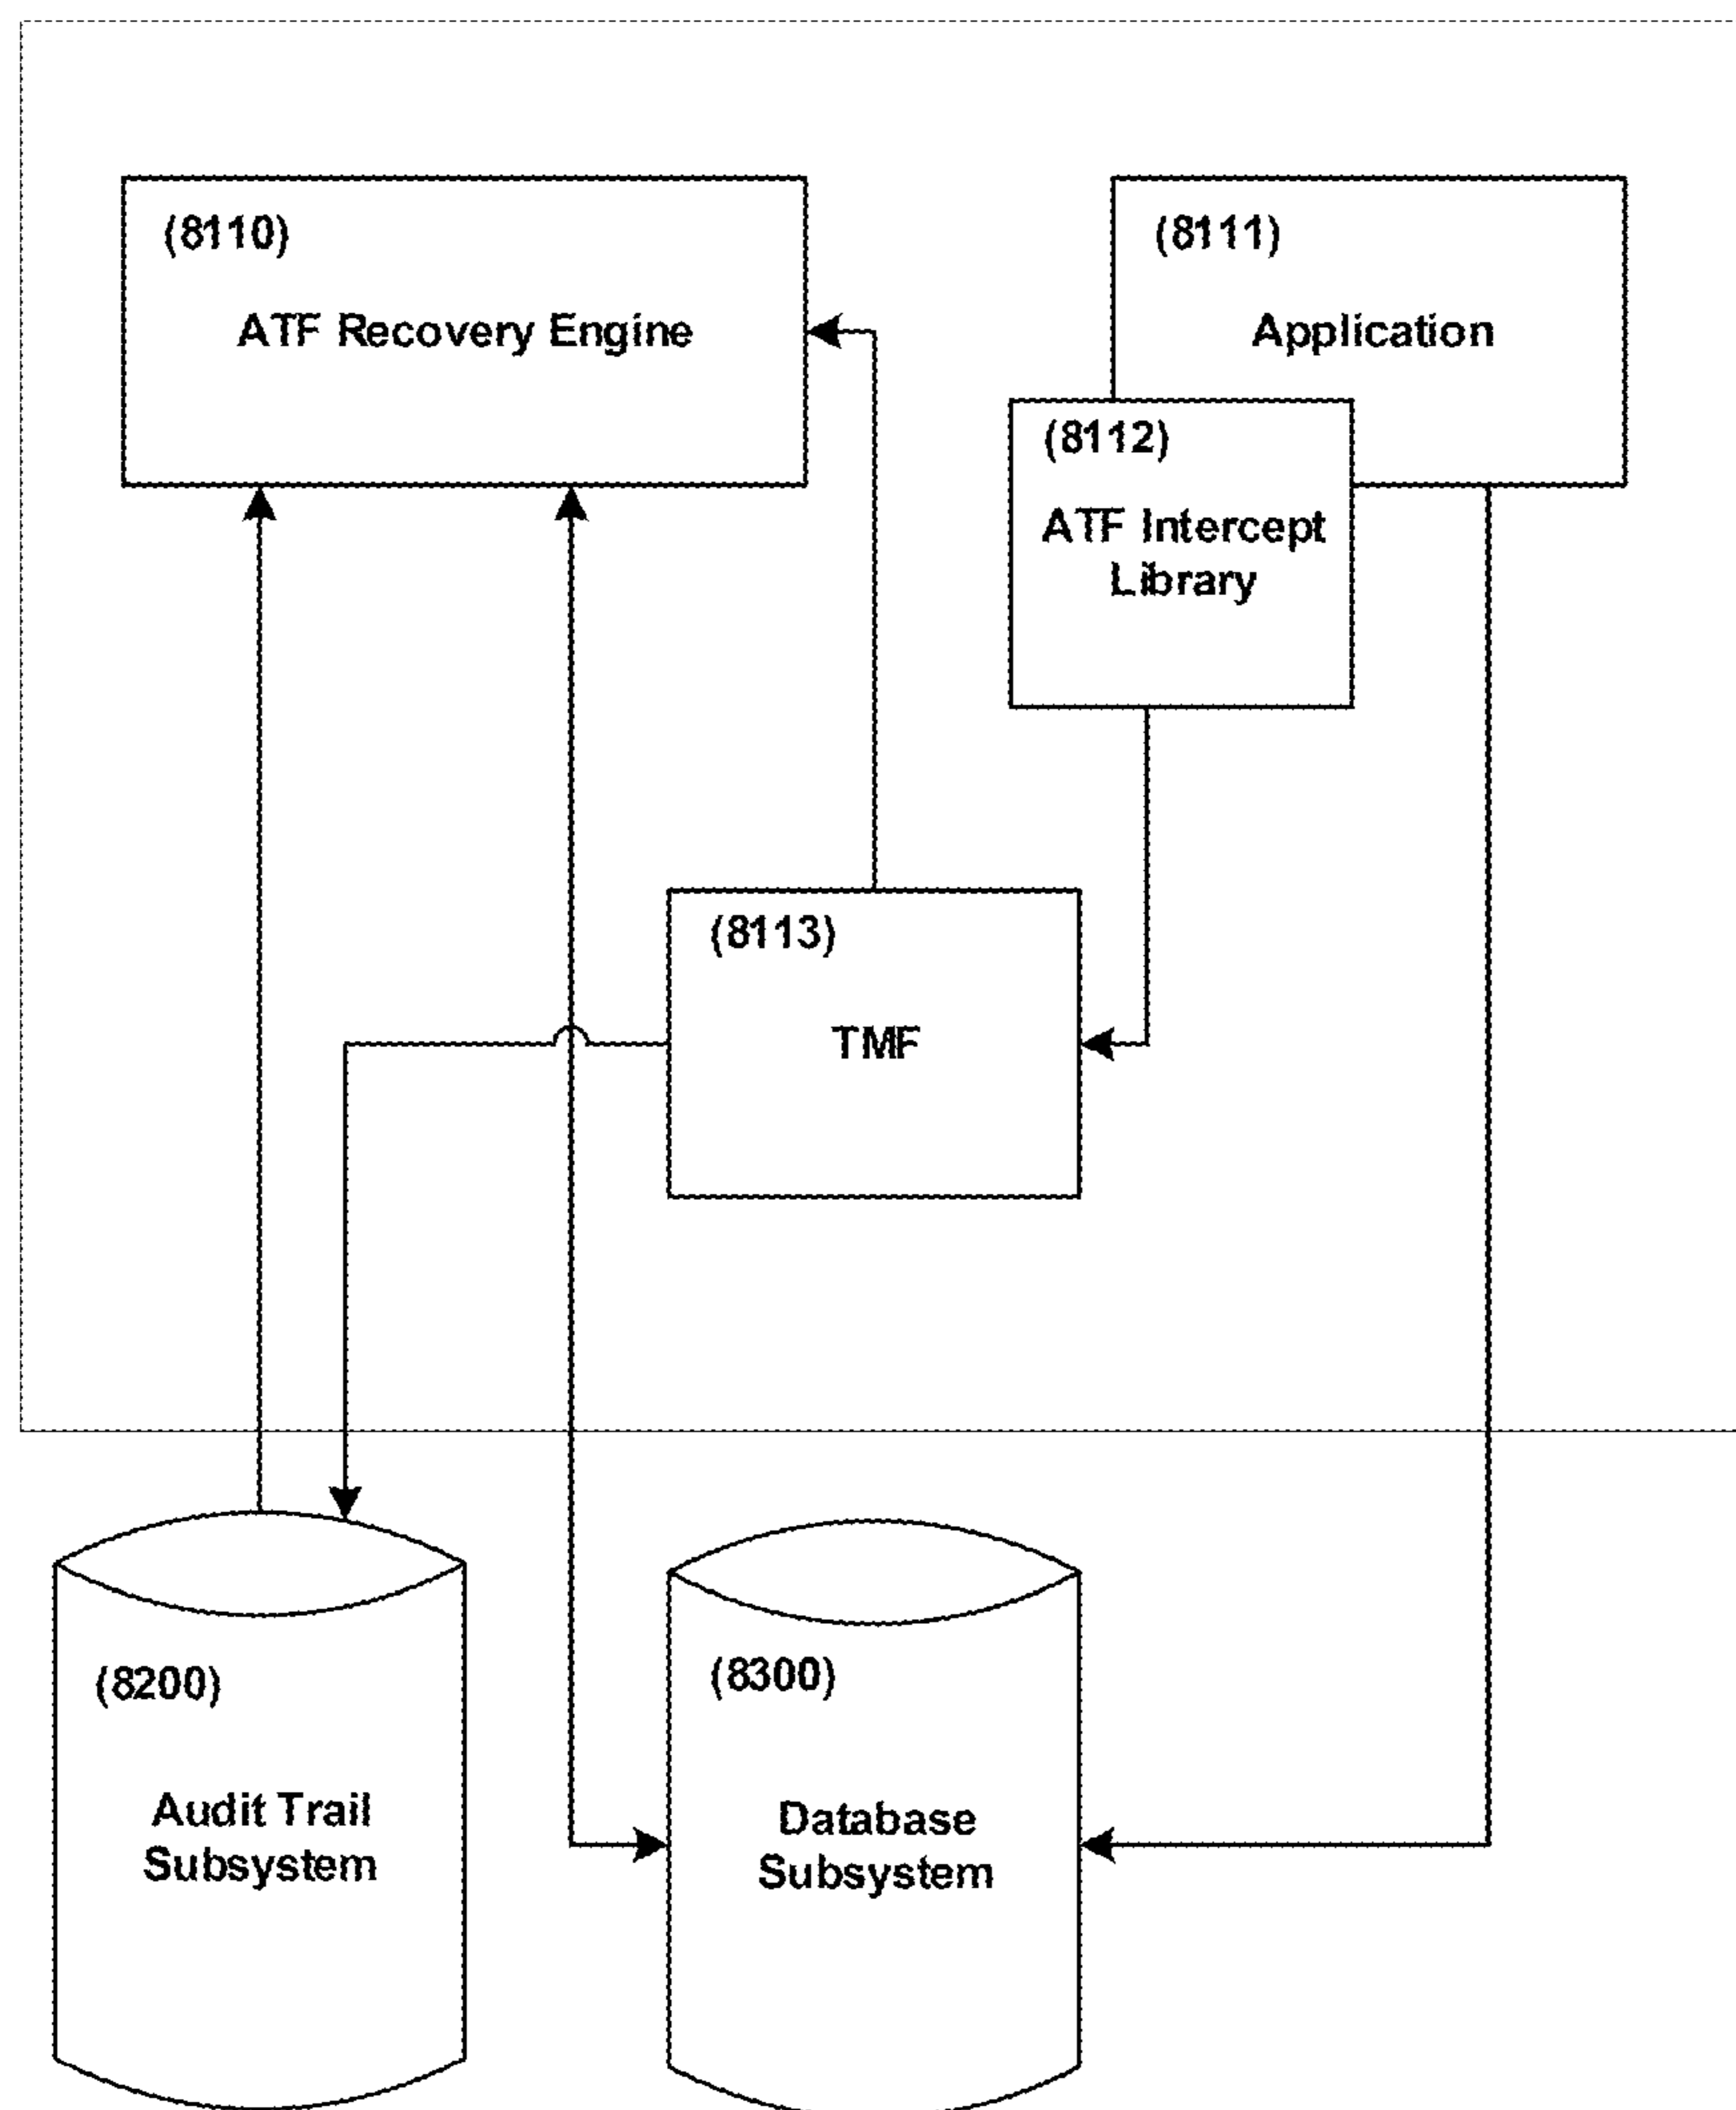 (8110)
ATF Recovery Engine
(8111)
Application
(8112)
ATF Intercept
Library
(8113)
TMF
(8200)
Audit Trail
Subsystem
(8300)
Database
Subsystem